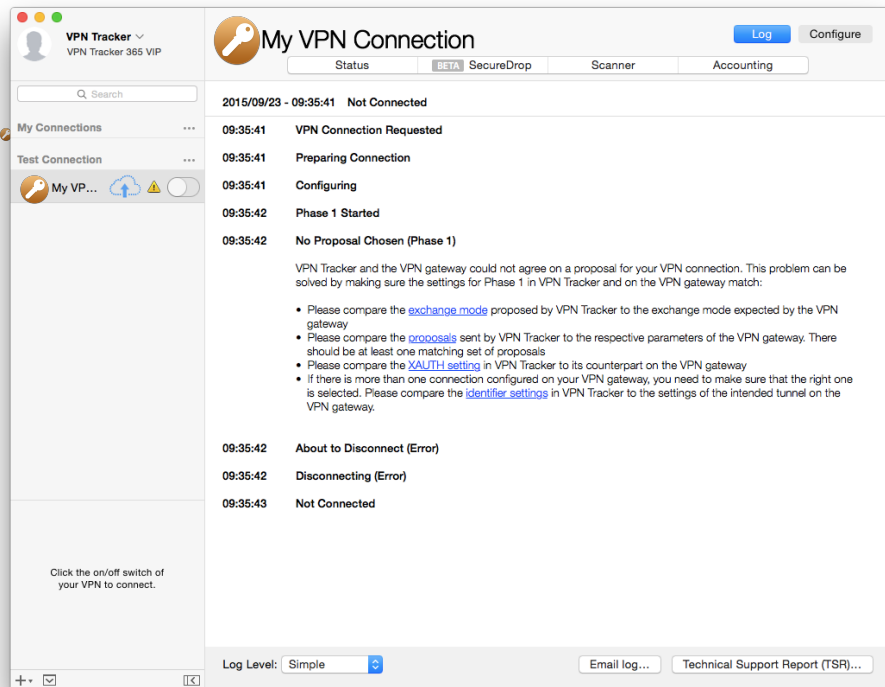 VPN Tracker
VPN Tracker 365 VIP
My VPN Connection
Log
Configure
Status
BETA SecureDrop
Scanner
Accounting
Search
My Connections
Test Connection
My VP...
2015/09/23 - 09:35:41 Not Connected
09:35:41 VPN Connection Requested
09:35:41 Preparing Connection
09:35:41 Configuring
09:35:42 Phase 1 Started
09:35:42 No Proposal Chosen (Phase 1)
VPN Tracker and the VPN gateway could not agree on a proposal for your VPN connection. This problem can be
solved by making sure the settings for Phase 1 in VPN Tracker and on the VPN gateway match:
• Please compare the exchange mode proposed by VPN Tracker to the exchange mode expected by the VPN
gateway
• Please compare the proposals sent by VPN Tracker to the respective parameters of the VPN gateway. There
should be at least one matching set of proposals
• Please compare the XAUTH setting in VPN Tracker to its counterpart on the VPN gateway
• If there is more than one connection configured on your VPN gateway, you need to make sure that the right one
is selected. Please compare the identifier settings in VPN Tracker to the settings of the intended tunnel on the
VPN gateway.
09:35:42 About to Disconnect (Error)
09:35:42 Disconnecting (Error)
09:35:43 Not Connected
Click the on/off switch of
your VPN to connect.
Log Level: Simple
Email log...
Technical Support Report (TSR)...